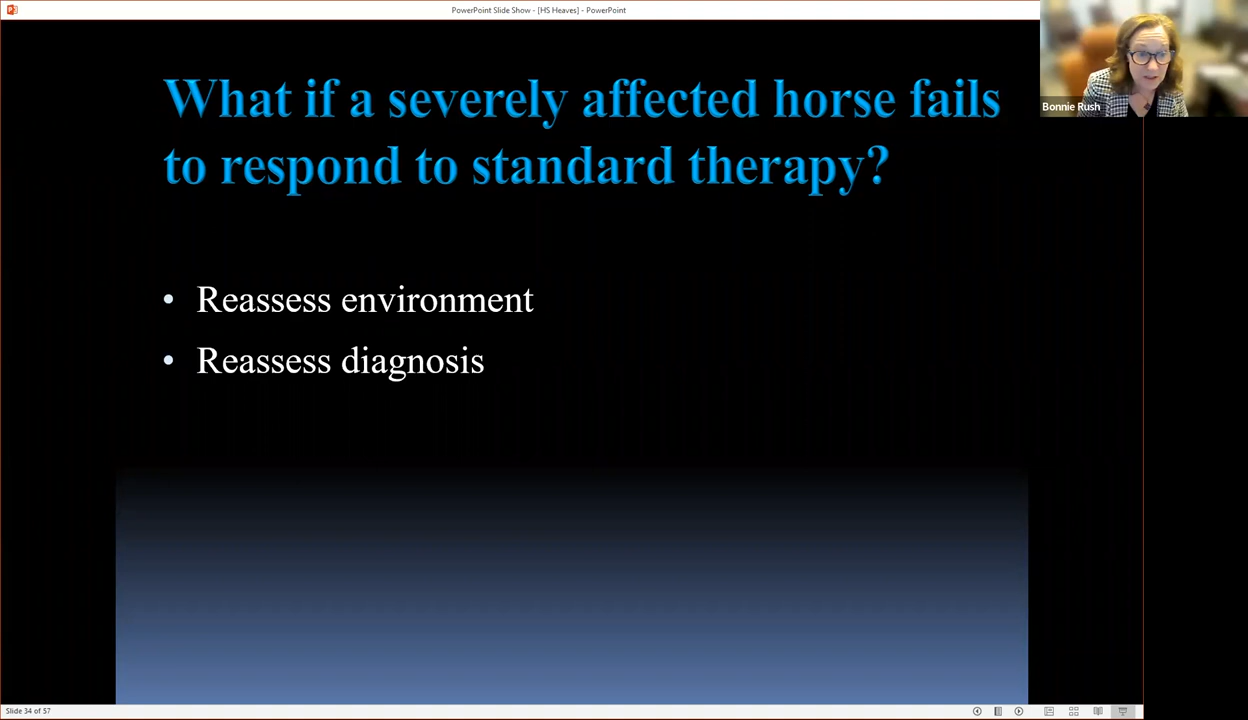 PowerPoint Slide Show - [HS Heaves] - PowerPoint
Bonnie Rush
What if a severely affected horse fails
to respond to standard therapy?
• Reassess environment
• Reassess diagnosis
Slide 34 of 57